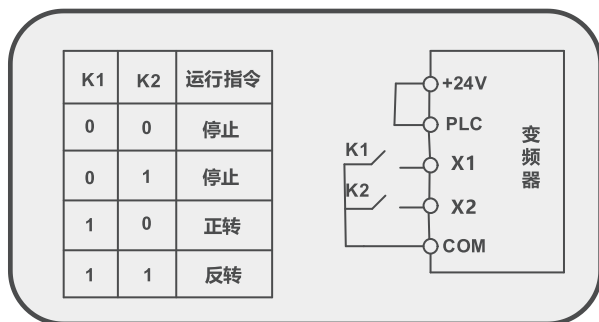 K1 K2 运行指令
0 0 停止
0 1 停止
1 0 正转
1 1 反转
+24V
PLC
K1
X1
K2
X2
COM
变频器